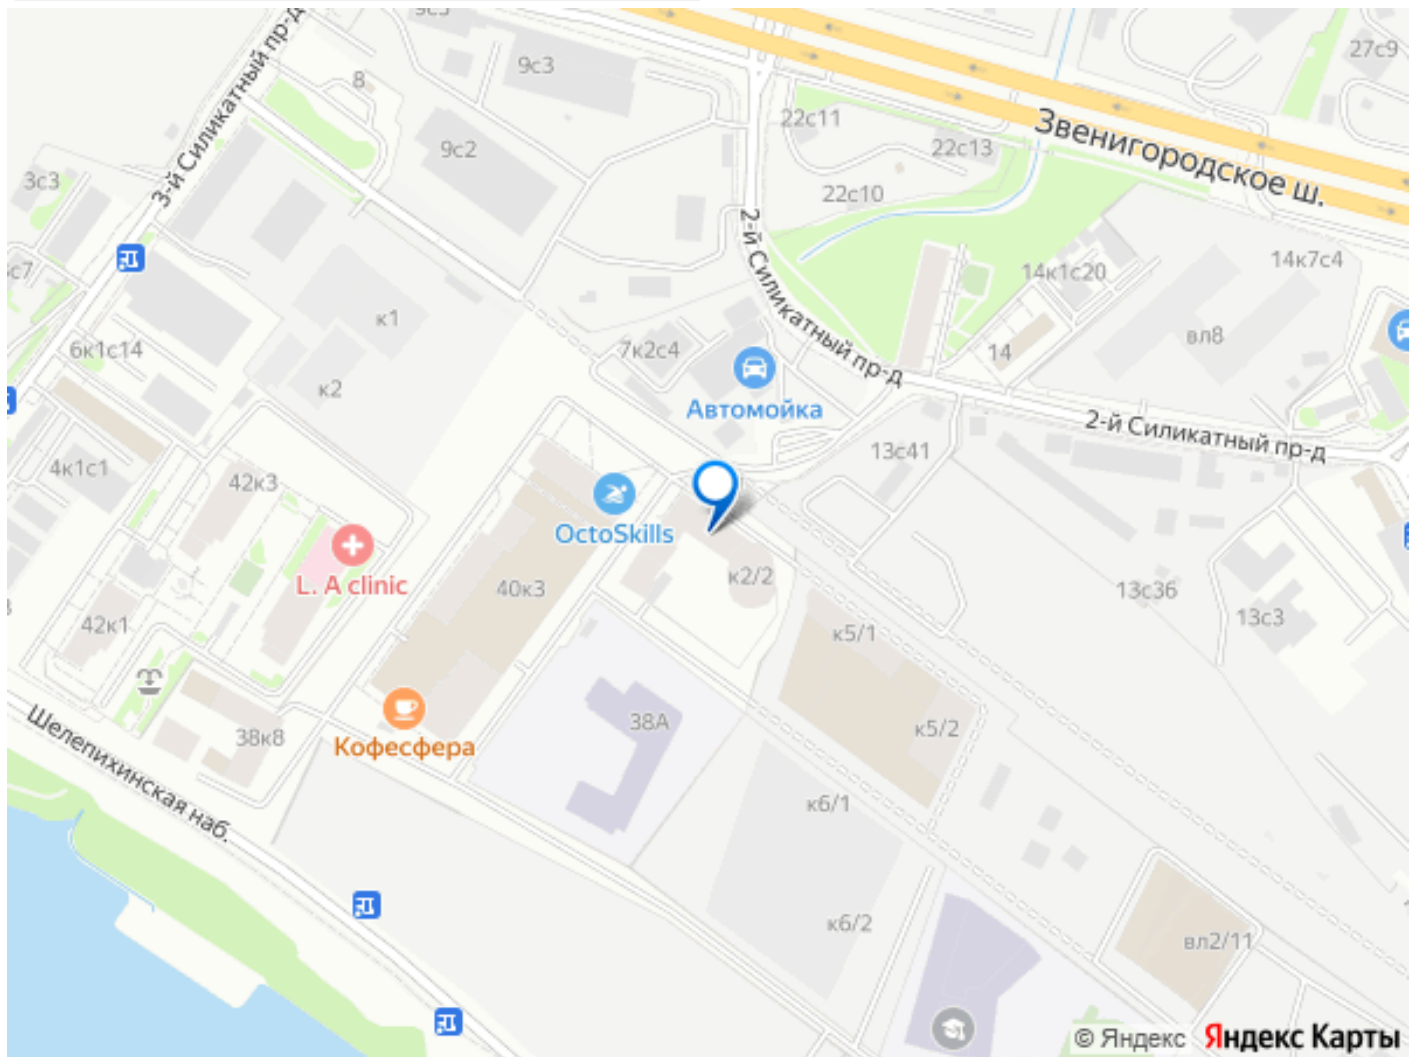 9с3
27с9
8
3-й Силикатный пр-д
22с11
9с2
22с13
Звенигородское ш.
3с3
22с10
2-й Силикатный пр-д
14к7с4
14к1с20
к1
вл8
6к1с14
7к2с4
14
к2
Автомойка
2-й Силикатный пр-д
13с41
4к1с1
42к3
OctoSkills
L. A clinic
к2/2
40к3
13с36
13с3
42к1
к5/1
38А
к5/2
38к8
Кофесфера
Шелепихинская наб.
к6/1
к6/2
вл2/11
© Яндекс Яндекс Карты